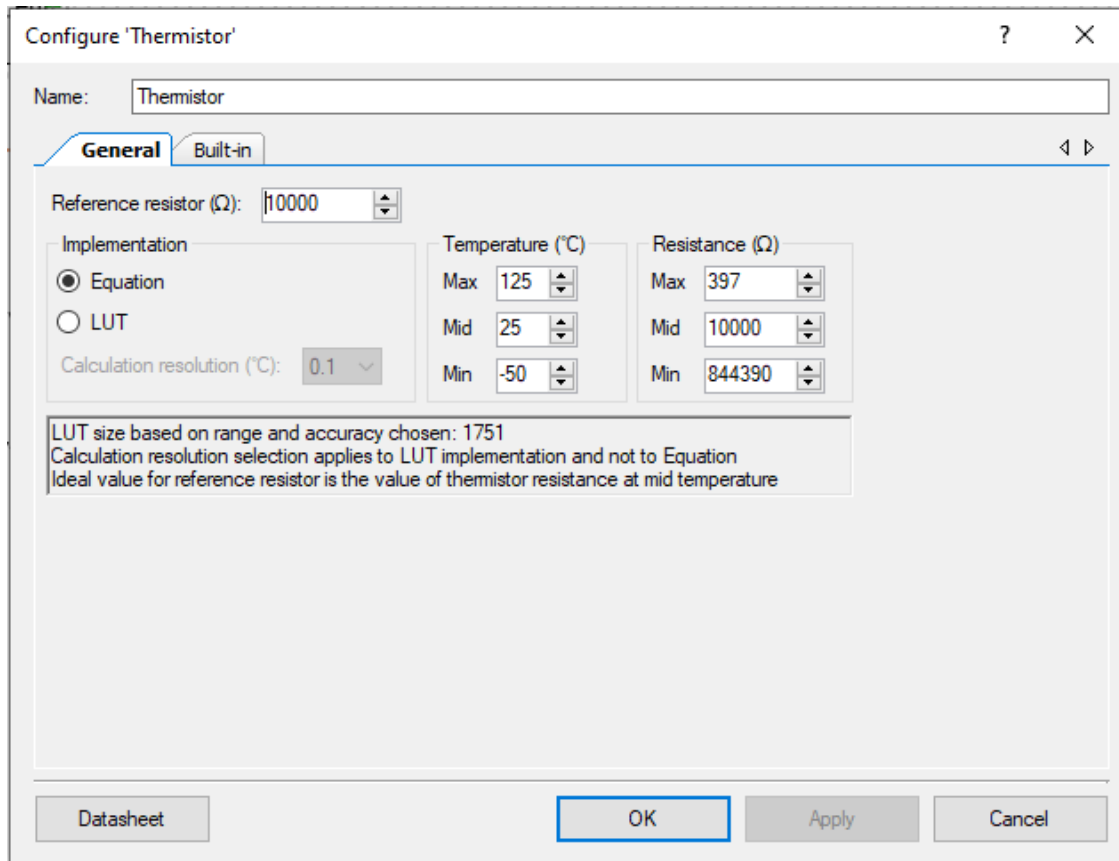 Configure 'Thermistor'
?
Name: Thermistor
General Built-in
Reference resistor (Ω): 10000
Implementation
Equation
LUT
Calculation resolution (°C): 0.1
Temperature (°C)
Max 125
Mid 25
Min -50
Resistance (Ω)
Max 397
Mid 10000
Min 844390
LUT size based on range and accuracy chosen: 1751
Calculation resolution selection applies to LUT implementation and not to Equation
Ideal value for reference resistor is the value of thermistor resistance at mid temperature
Datasheet OK Apply Cancel